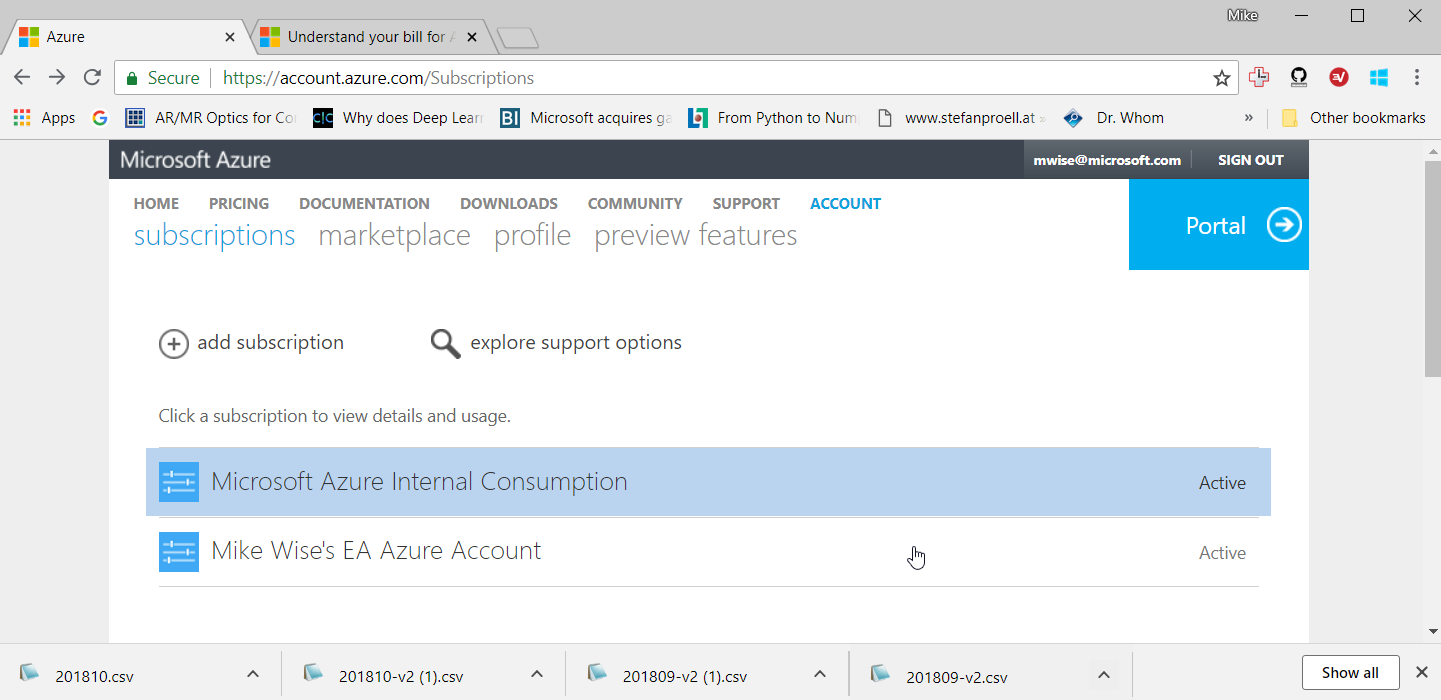 Mike
Azure
Understand your bill for A
Secure
https://account.azure.com/Subscriptions
Apps
AR/MR Optics for Co
C|C
Why does Deep Lear
BI
Microsoft acquires ga
From Python to Num
www.stefanproell.at
»
Dr. Whom
»
Other bookmarks
Microsoft Azure
mwise@microsoft.com
SIGN OUT
HOME PRICING DOCUMENTATION DOWNLOADS COMMUNITY SUPPORT ACCOUNT
subscriptions marketplace profile preview features
Portal
add subscription
explore support options
Click a subscription to view details and usage.
Microsoft Azure Internal Consumption
Active
Mike Wise's EA Azure Account
Active
201810.csv
201810-v2 (1).csv
201809-v2 (1).csv
201809-v2.csv
Show all